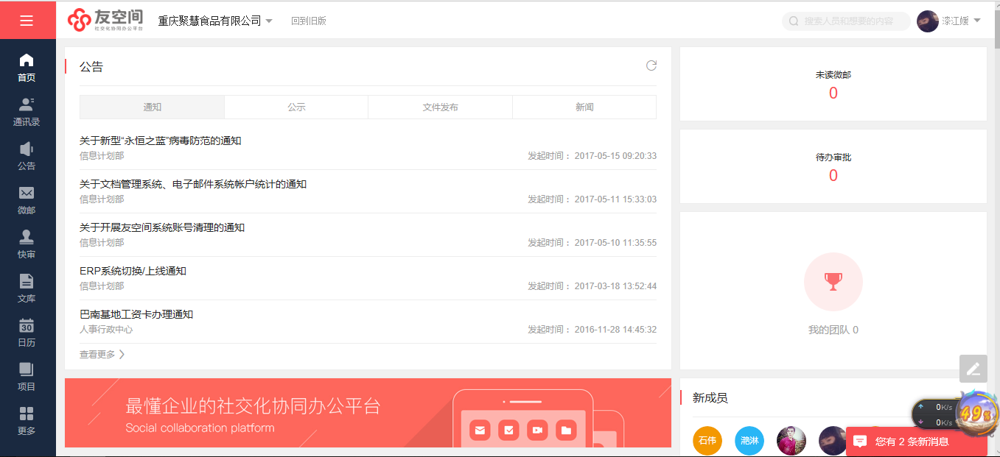 友空间
社交化协同办公平台
重庆聚慧食品有限公司
回到旧版
搜索人员和想要的内容
漆江媛
首页
通讯录
公告
微邮
快审
文库
30
日历
项目
更多
公告
通知 公示 文件发布 新闻
关于新型“永恒之蓝”病毒防范的通知
信息计划部 发起时间： 2017-05-15 09:20:33
关于文档管理系统、电子邮件系统帐户统计的通知
信息计划部 发起时间： 2017-05-11 15:33:03
关于开展友空间系统账号清理的通知
信息计划部 发起时间： 2017-05-10 11:35:55
ERP系统切换/上线通知
信息计划部 发起时间： 2017-03-18 13:52:44
巴南基地工资卡办理通知
人事行政中心 发起时间： 2016-11-28 14:45:32
查看更多
最懂企业的社交化协同办公平台
Social collaboration platform
未读微邮
0
待办审批
0
我的团队 0
新成员
石伟
滟淋
0K/s
0K/s
49%
您有 2 条新消息